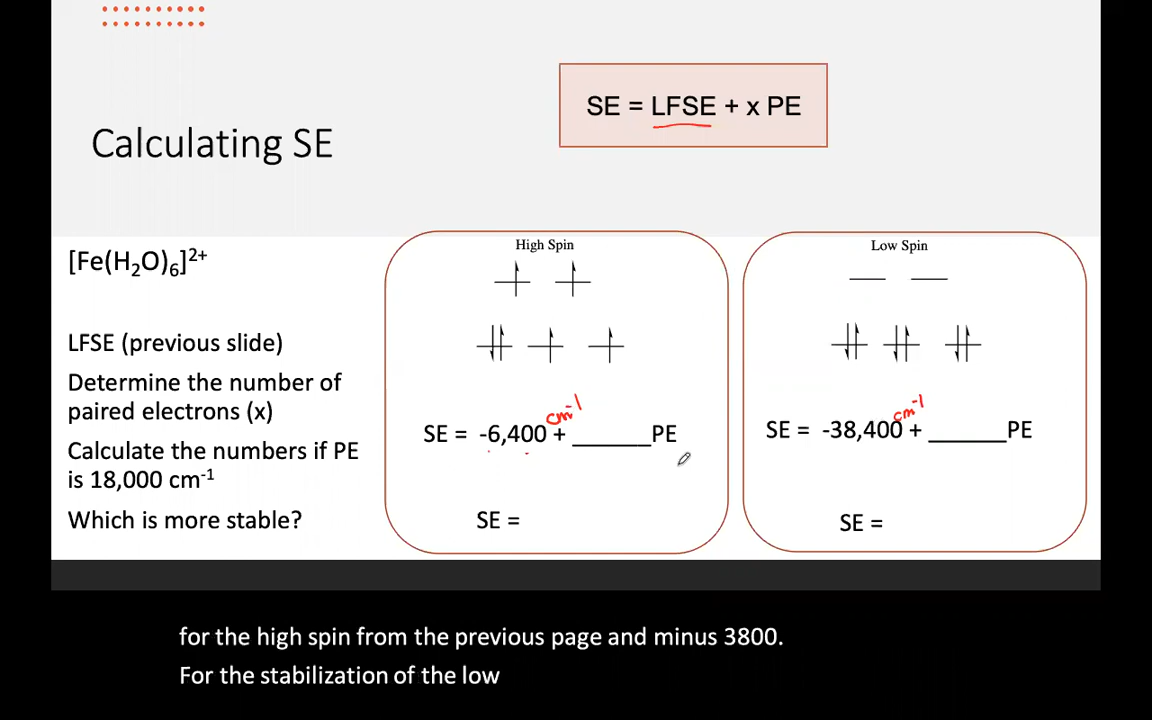 SE = LFSE + x PE
Calculating SE
[Fe(H₂O)₆]²⁺
LFSE (previous slide)
Determine the number of
paired electrons (x)
Calculate the numbers if PE
is 18,000 cm⁻¹
Which is more stable?
High Spin
cm⁻¹
SE = -6,400 + ______PE
SE =
Low Spin
cm⁻¹
SE = -38,400 + ______PE
SE =
for the high spin from the previous page and minus 3800.
For the stabilization of the low